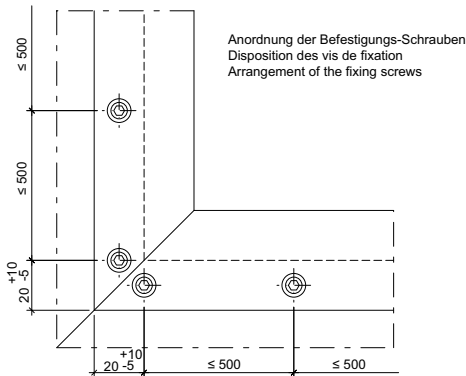 Anordnung der Befestigungs-Schrauben
Disposition des vis de fixation
Arrangement of the fixing screws
≤ 500
≤ 500
20 +10 -5
20 +10 -5
≤ 500
≤ 500